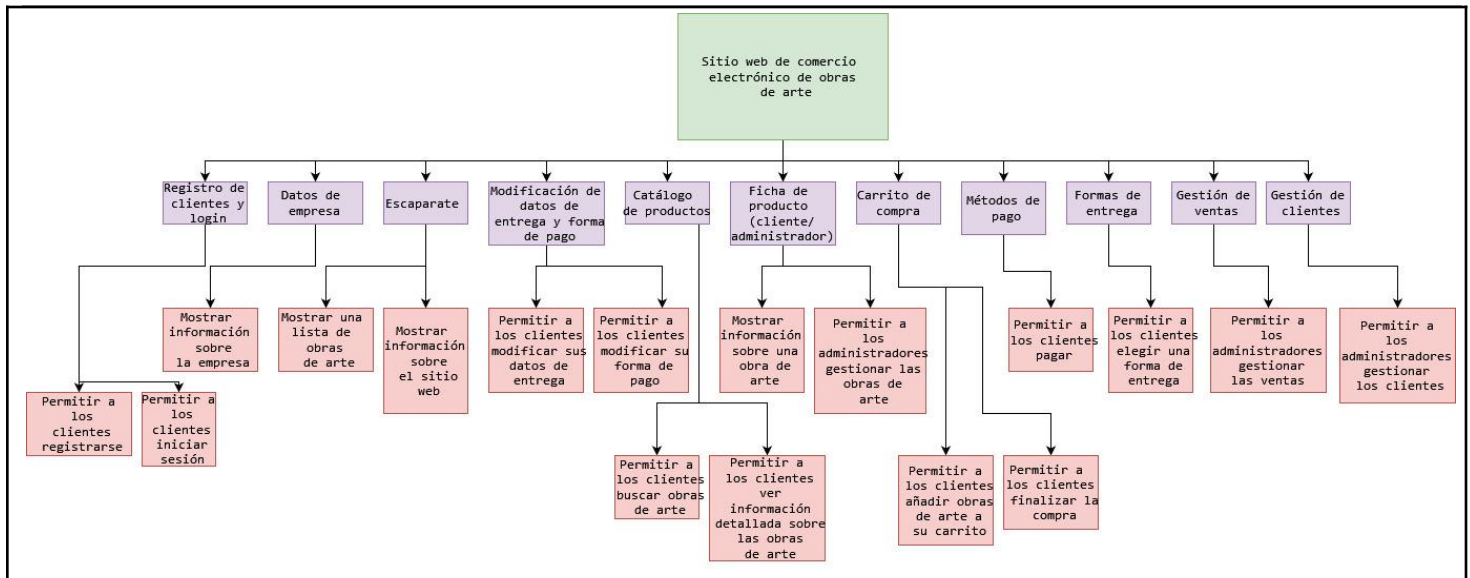 Sitio web de comercio
electrónico de obras
de arte
Registro de
clientes y
login
Datos de
empresa
Escaparate
Modificación de
datos de
entrega y forma
de pago
Catálogo
de productos
Ficha de
producto
(cliente/
administrador)
Carrito de
compra
Métodos de
pago
Formas de
entrega
Gestión de
ventas
Gestión de
clientes
Mostrar
información
sobre
la empresa
Mostrar una
lista de
obras
de arte
Mostrar
información
sobre
el sitio
web
Permitir a
los clientes
modificar sus
datos de
entrega
Permitir a
los clientes
modificar su
forma de
pago
Mostrar
información
sobre una
obra de
arte
Permitir a
los
administradores
gestionar las
obras de
arte
Permitir a
los clientes
pagar
Permitir a
los clientes
elegir una
forma de
entrega
Permitir a
los
administradores
gestionar
las ventas
Permitir a
los
administradores
gestionar
los clientes
Permitir a
los
clientes
registrarse
Permitir a
los
clientes
iniciar
sesión
Permitir a
los clientes
buscar obras
de arte
Permitir a
los clientes
ver
información
detallada sobre
las obras
de arte
Permitir a
los clientes
añadir obras
de arte a
su carrito
Permitir a
los clientes
finalizar la
compra